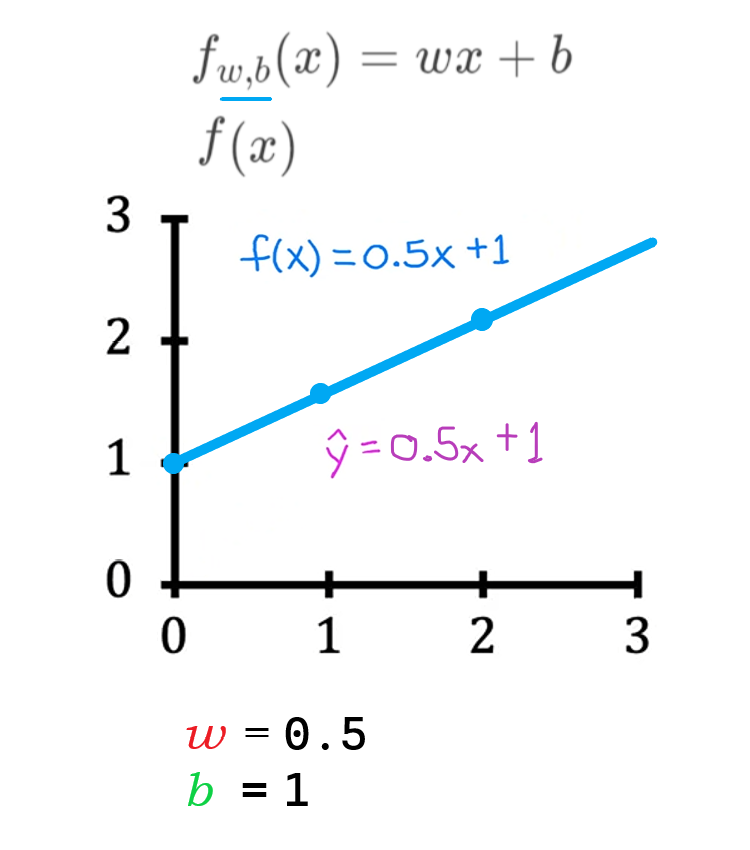 f_{w,b}(x) = wx + b
f(x)
3
f(x) = 0.5x + 1
2
ŷ = 0.5x + 1
1
0
0 1 2 3
w = 0.5
b = 1